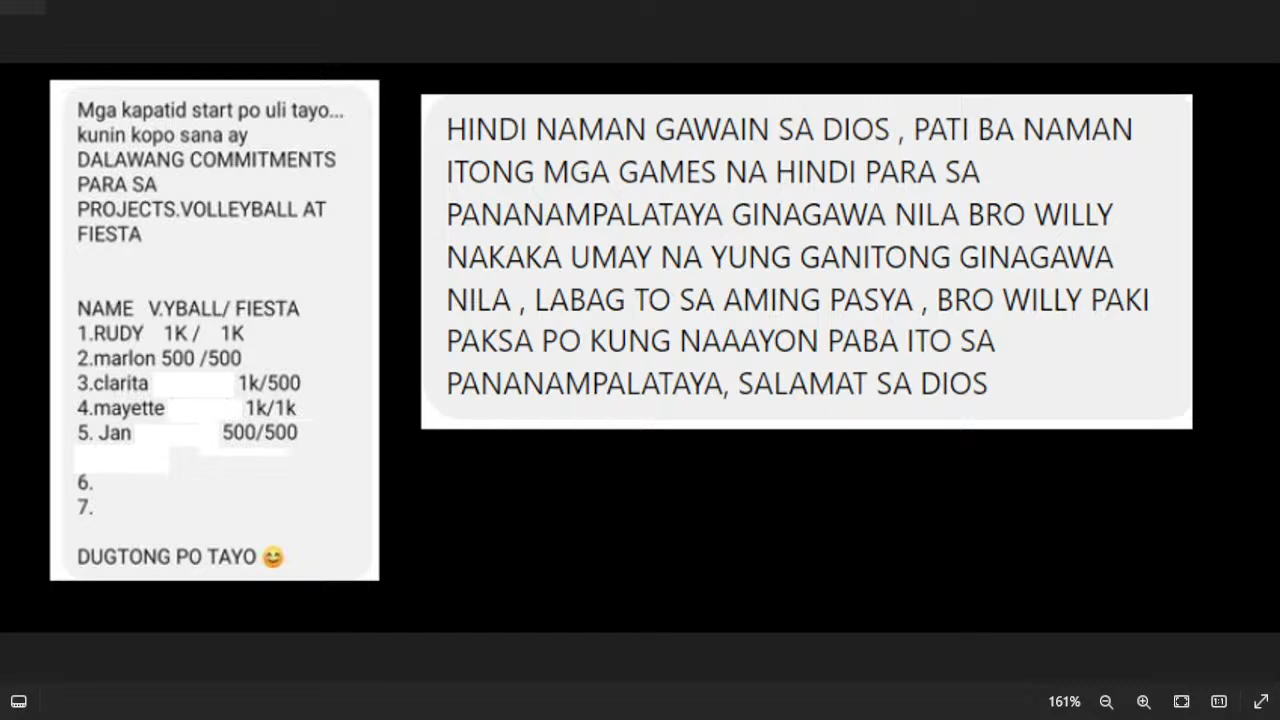 Mga kapatid start po uli tayo...
kunin kopo sana ay
DALAWANG COMMITMENTS
PARA SA
PROJECTS.VOLLEYBALL AT
FIESTA
NAME V.YBALL/ FIESTA
1.RUDY 1K / 1K
2.marlon 500 /500
3.clarita 1k/500
4.mayette 1k/1k
5. Jan 500/500
6.
7.
DUGTONG PO TAYO 😊
HINDI NAMAN GAWAIN SA DIOS , PATI BA NAMAN
ITONG MGA GAMES NA HINDI PARA SA
PANANAMPALATAYA GINAGAWA NILA BRO WILLY
NAKAKA UMAY NA YUNG GANITONG GINAGAWA
NILA , LABAG TO SA AMING PASYA , BRO WILLY PAKI
PAKSA PO KUNG NAAAYON PABA ITO SA
PANANAMPALATAYA, SALAMAT SA DIOS
161%
1:1